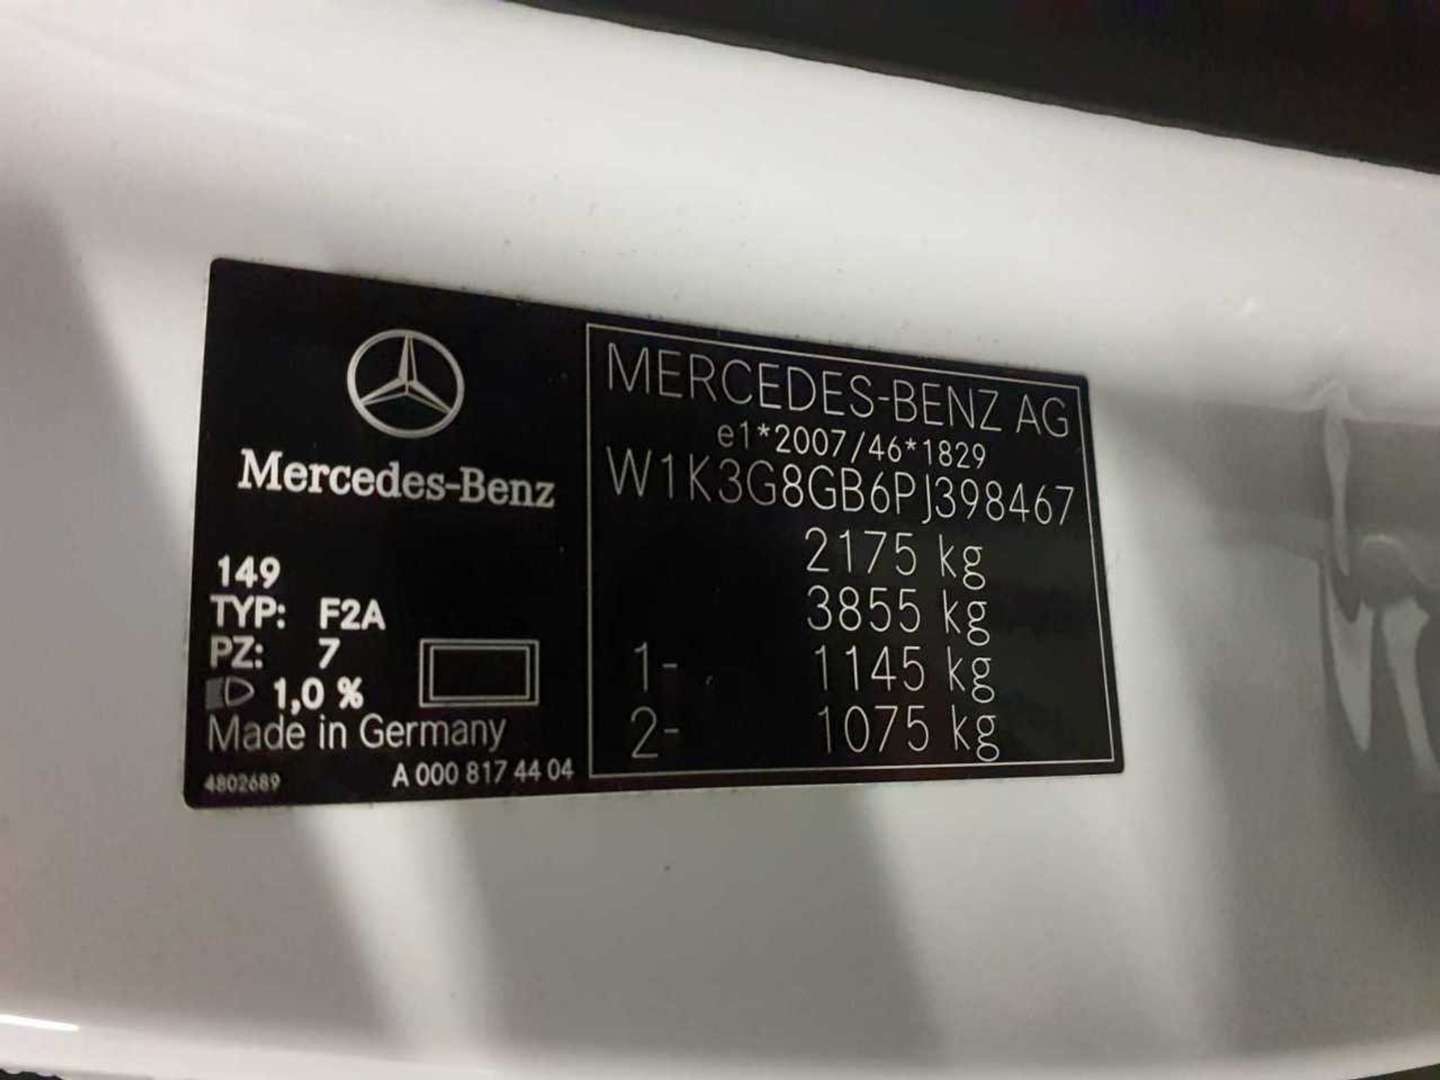 Mercedes-Benz
149
TYP: F2A
PZ: 7
1,0 %
Made in Germany
4802689 A 000 817 44 04
MERCEDES-BENZ AG
e1*2007/46*1829
W1K3G8GB6PJ398467
2175 kg
3855 kg
1- 1145 kg
2- 1075 kg